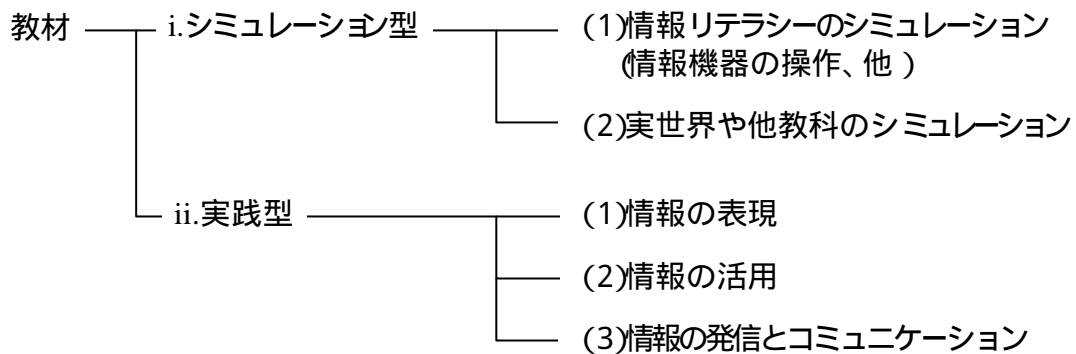 教材
i.シミュレーション型
(1)情報リテラシーのシミュレーション
(情報機器の操作、他)
(2)実世界や他教科のシミュレーション
ii.実践型
(1)情報の表現
(2)情報の活用
(3)情報の発信とコミュニケーション